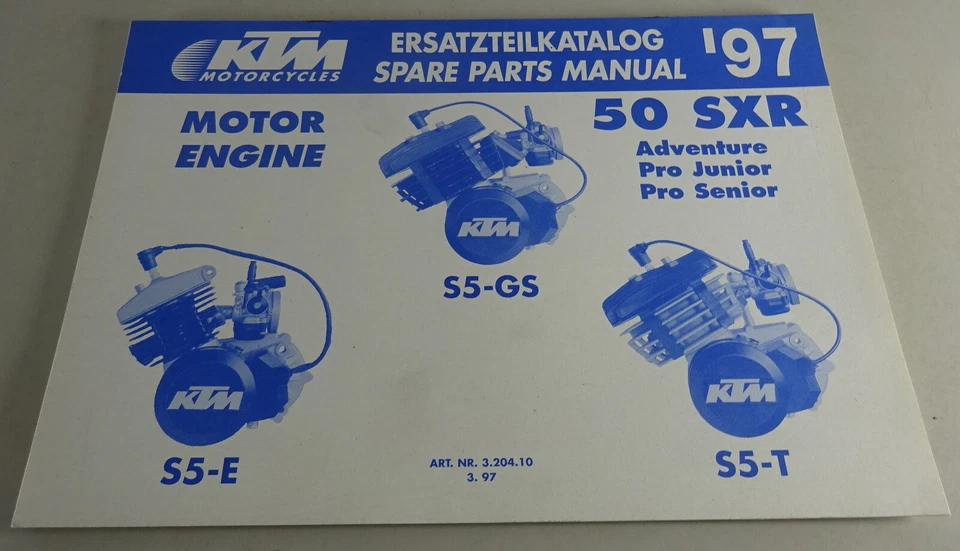 KTM
MOTORCYCLES
ERSATZTEILKATALOG
SPARE PARTS MANUAL
'97
MOTOR
ENGINE
50 SXR
Adventure
Pro Junior
Pro Senior
KTM
S5-GS
KTM
S5-E
KTM
S5-T
ART. NR. 3.204.10
3. 97